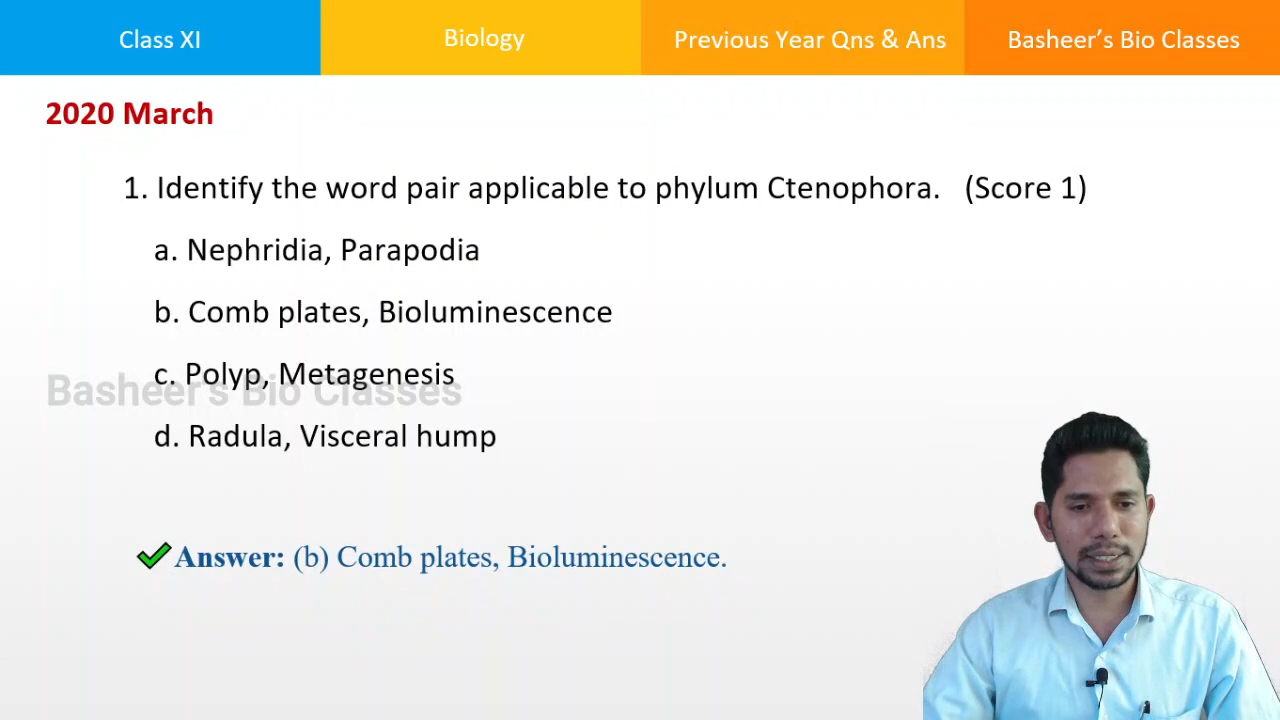 Class XI
Biology
Previous Year Qns & Ans
Basheer’s Bio Classes
2020 March
1. Identify the word pair applicable to phylum Ctenophora. (Score 1)
a. Nephridia, Parapodia
b. Comb plates, Bioluminescence
c. Polyp, Metagenesis
Basheer's Bio Classes
d. Radula, Visceral hump
Answer: (b) Comb plates, Bioluminescence.